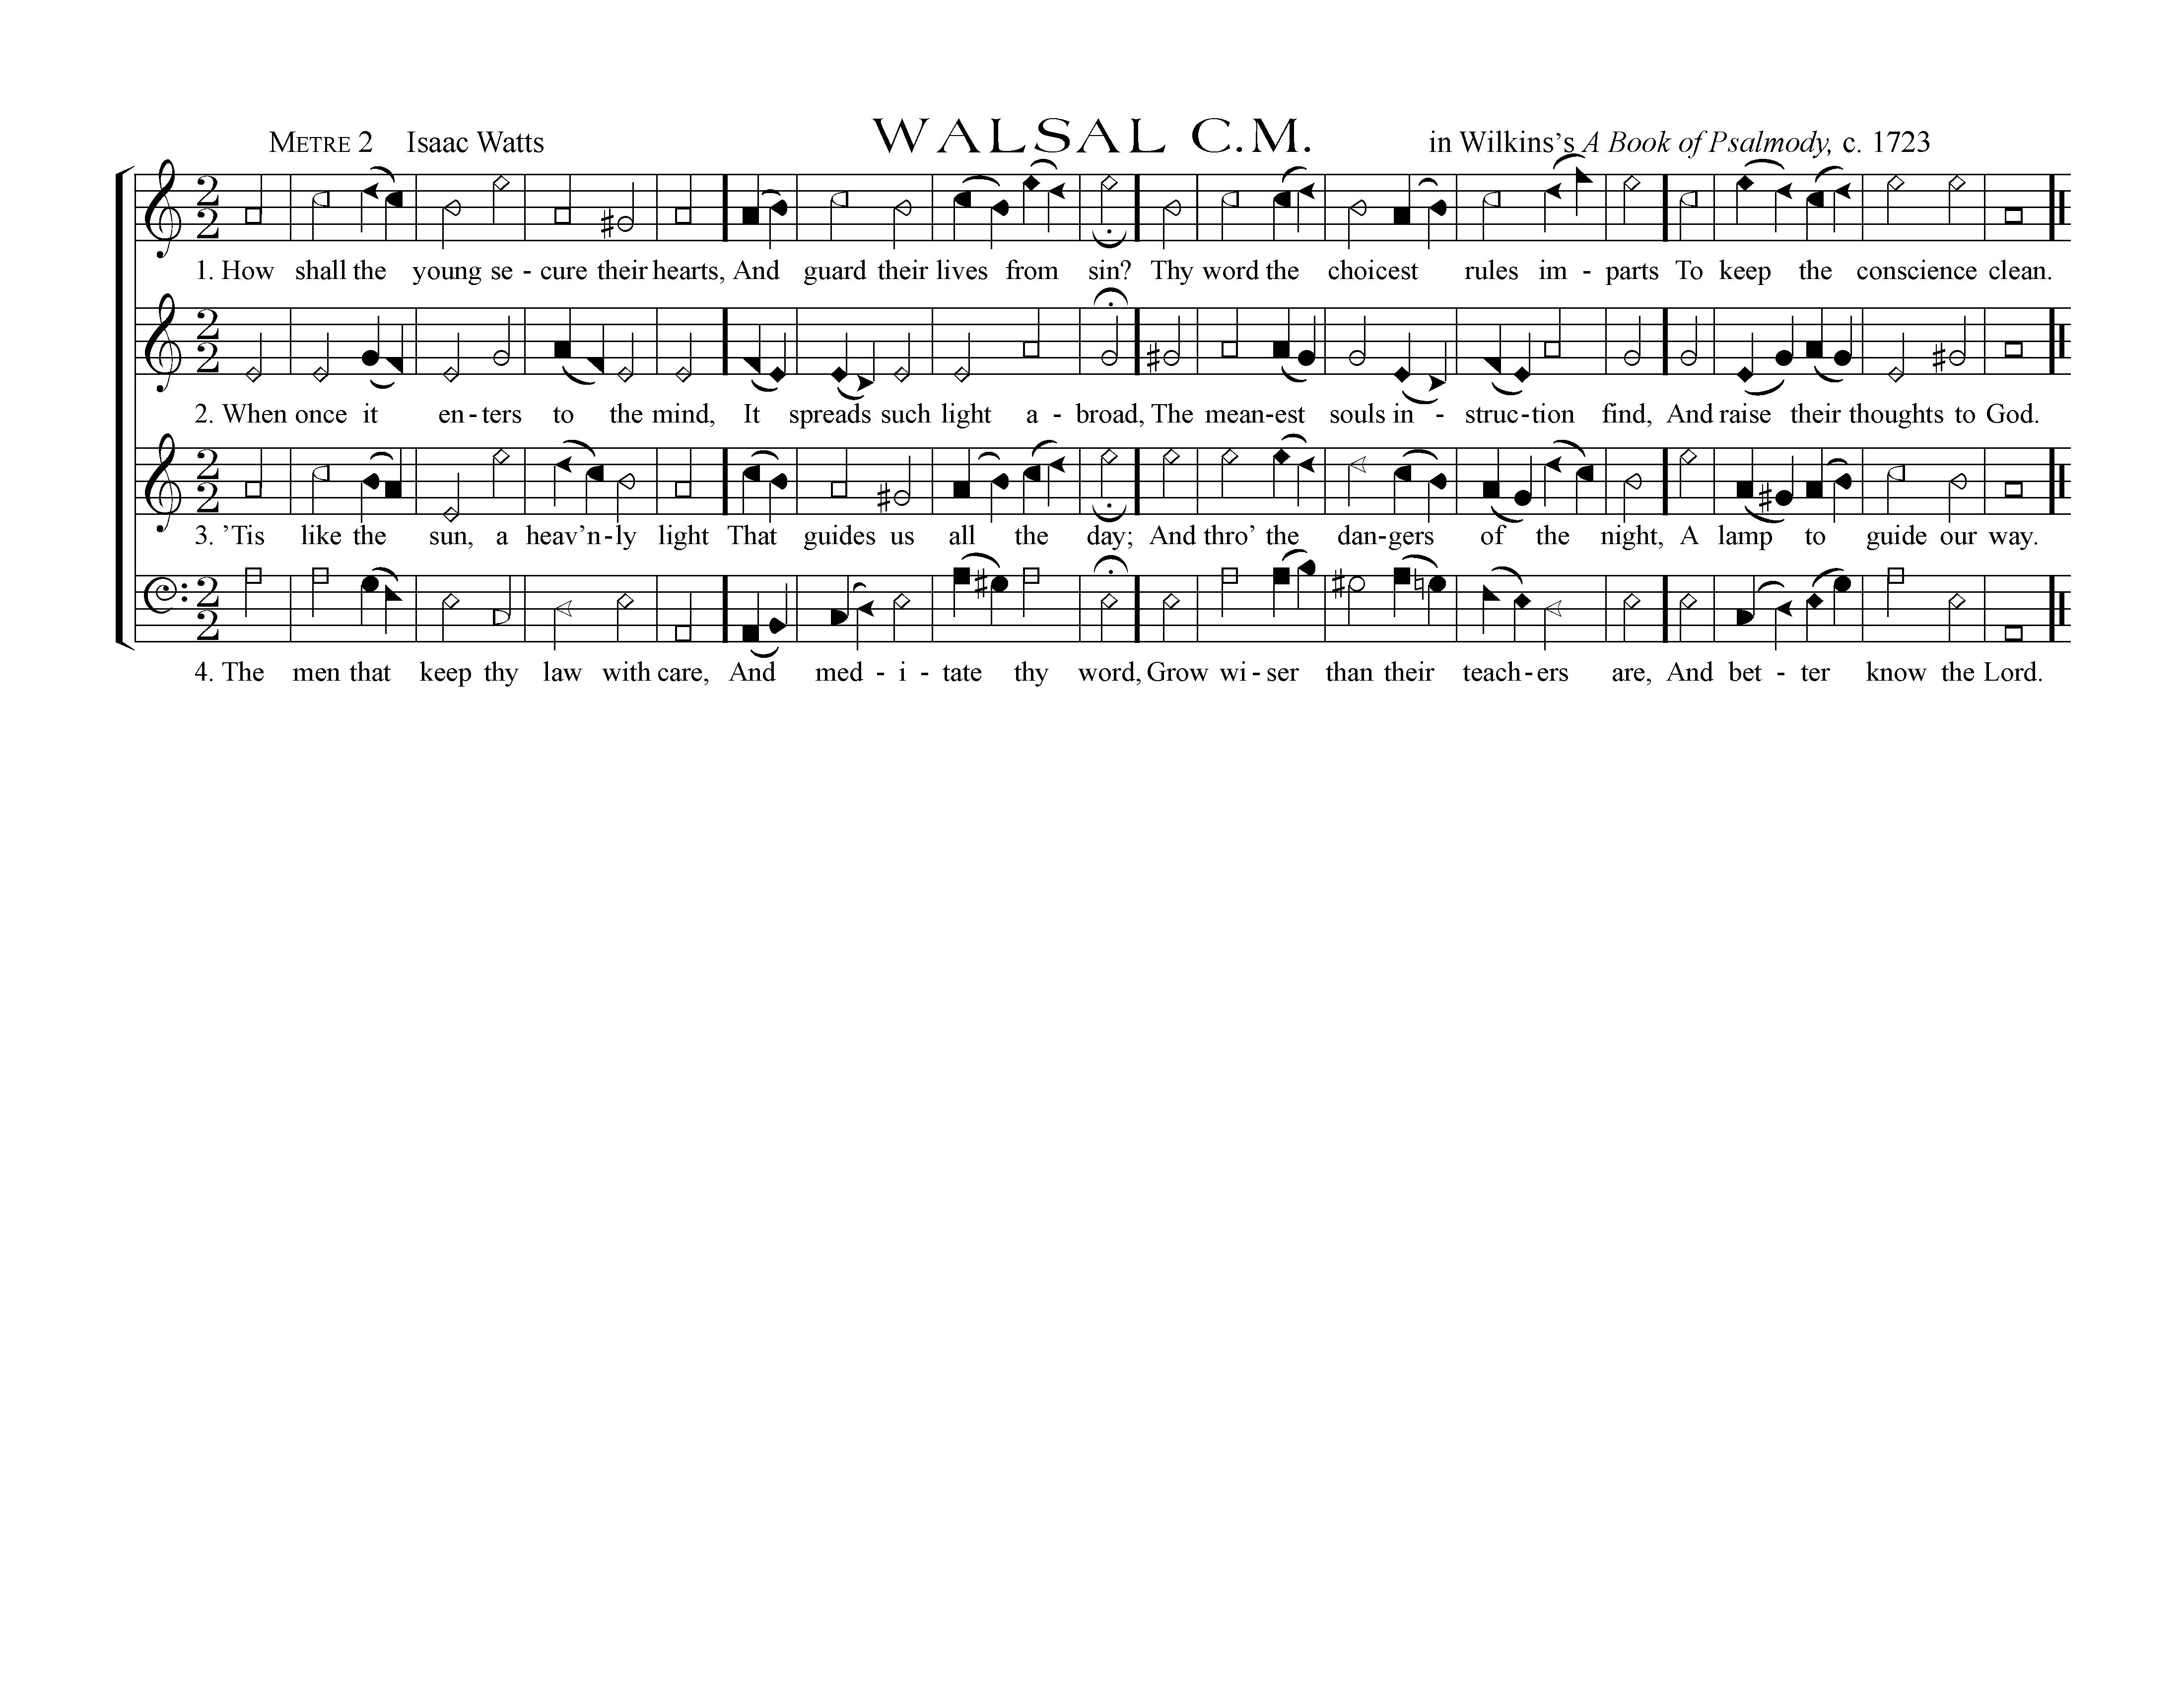 METRE 2 Isaac Watts WALSAL C.M. in Wilkins's A Book of Psalmody, c. 1723
1. How shall the young se - cure their hearts, And guard their lives from sin? Thy word the choicest rules im - parts To keep the conscience clean.
2. When once it en - ters to the mind, It spreads such light a - broad, The mean - est souls in - struc - tion find, And raise their thoughts to God.
3. ’Tis like the sun, a heav’n - ly light That guides us all the day; And thro’ the dan - gers of the night, A lamp to guide our way.
4. The men that keep thy law with care, And med - i - tate thy word, Grow wi - ser than their teach - ers are, And bet - ter know the Lord.